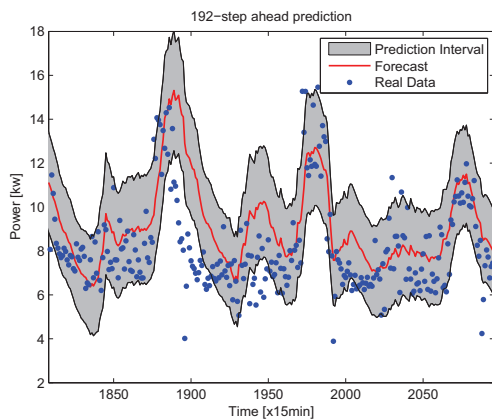 192-step ahead prediction
Prediction Interval
Forecast
Real Data
Power [kw]
18
16
14
12
10
8
6
4
2
1850
1900
1950
2000
2050
Time [x15min]